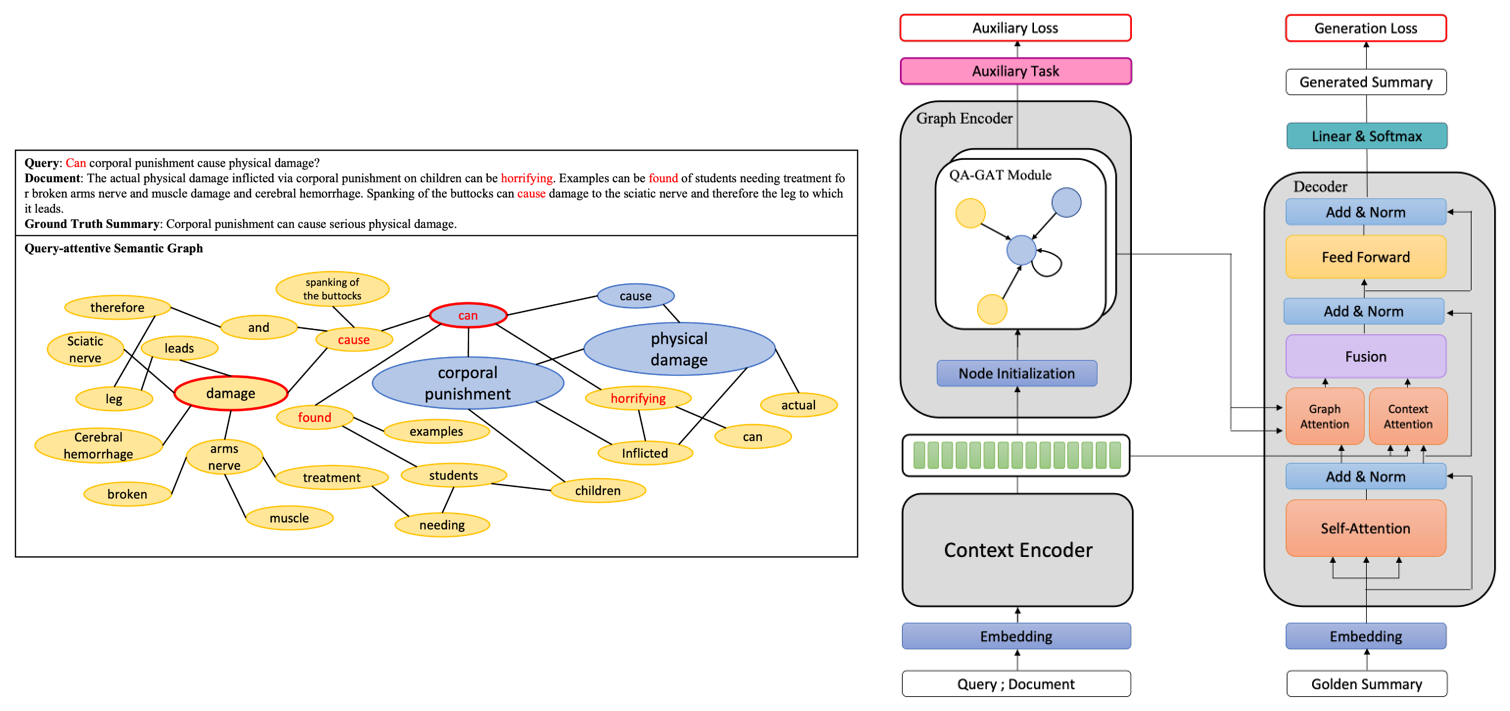 Query: Can corporal punishment cause physical damage?
Document: The actual physical damage inflicted via corporal punishment on children can be horrifying. Examples can be found of students needing treatment fo
r broken arms nerve and muscle damage and cerebral hemorrhage. Spanking of the buttocks can cause damage to the sciatic nerve and therefore the leg to which
it leads.
Ground Truth Summary: Corporal punishment can cause serious physical damage.
Query-attentive Semantic Graph
spanking of
the buttocks
therefore
and
cause
can
cause
Sciatic
nerve
leads
physical
damage
leg
damage
corporal
punishment
horrifying
actual
found
examples
can
Cerebral
hemorrhage
arms
nerve
Inflicted
treatment
students
children
broken
muscle
needing
Auxiliary Loss
Auxiliary Task
Graph Encoder
QA-GAT Module
Node Initialization
Context Encoder
Embedding
Query ; Document
Generation Loss
Generated Summary
Linear & Softmax
Decoder
Add & Norm
Feed Forward
Add & Norm
Fusion
Graph
Attention
Context
Attention
Add & Norm
Self-Attention
Embedding
Golden Summary